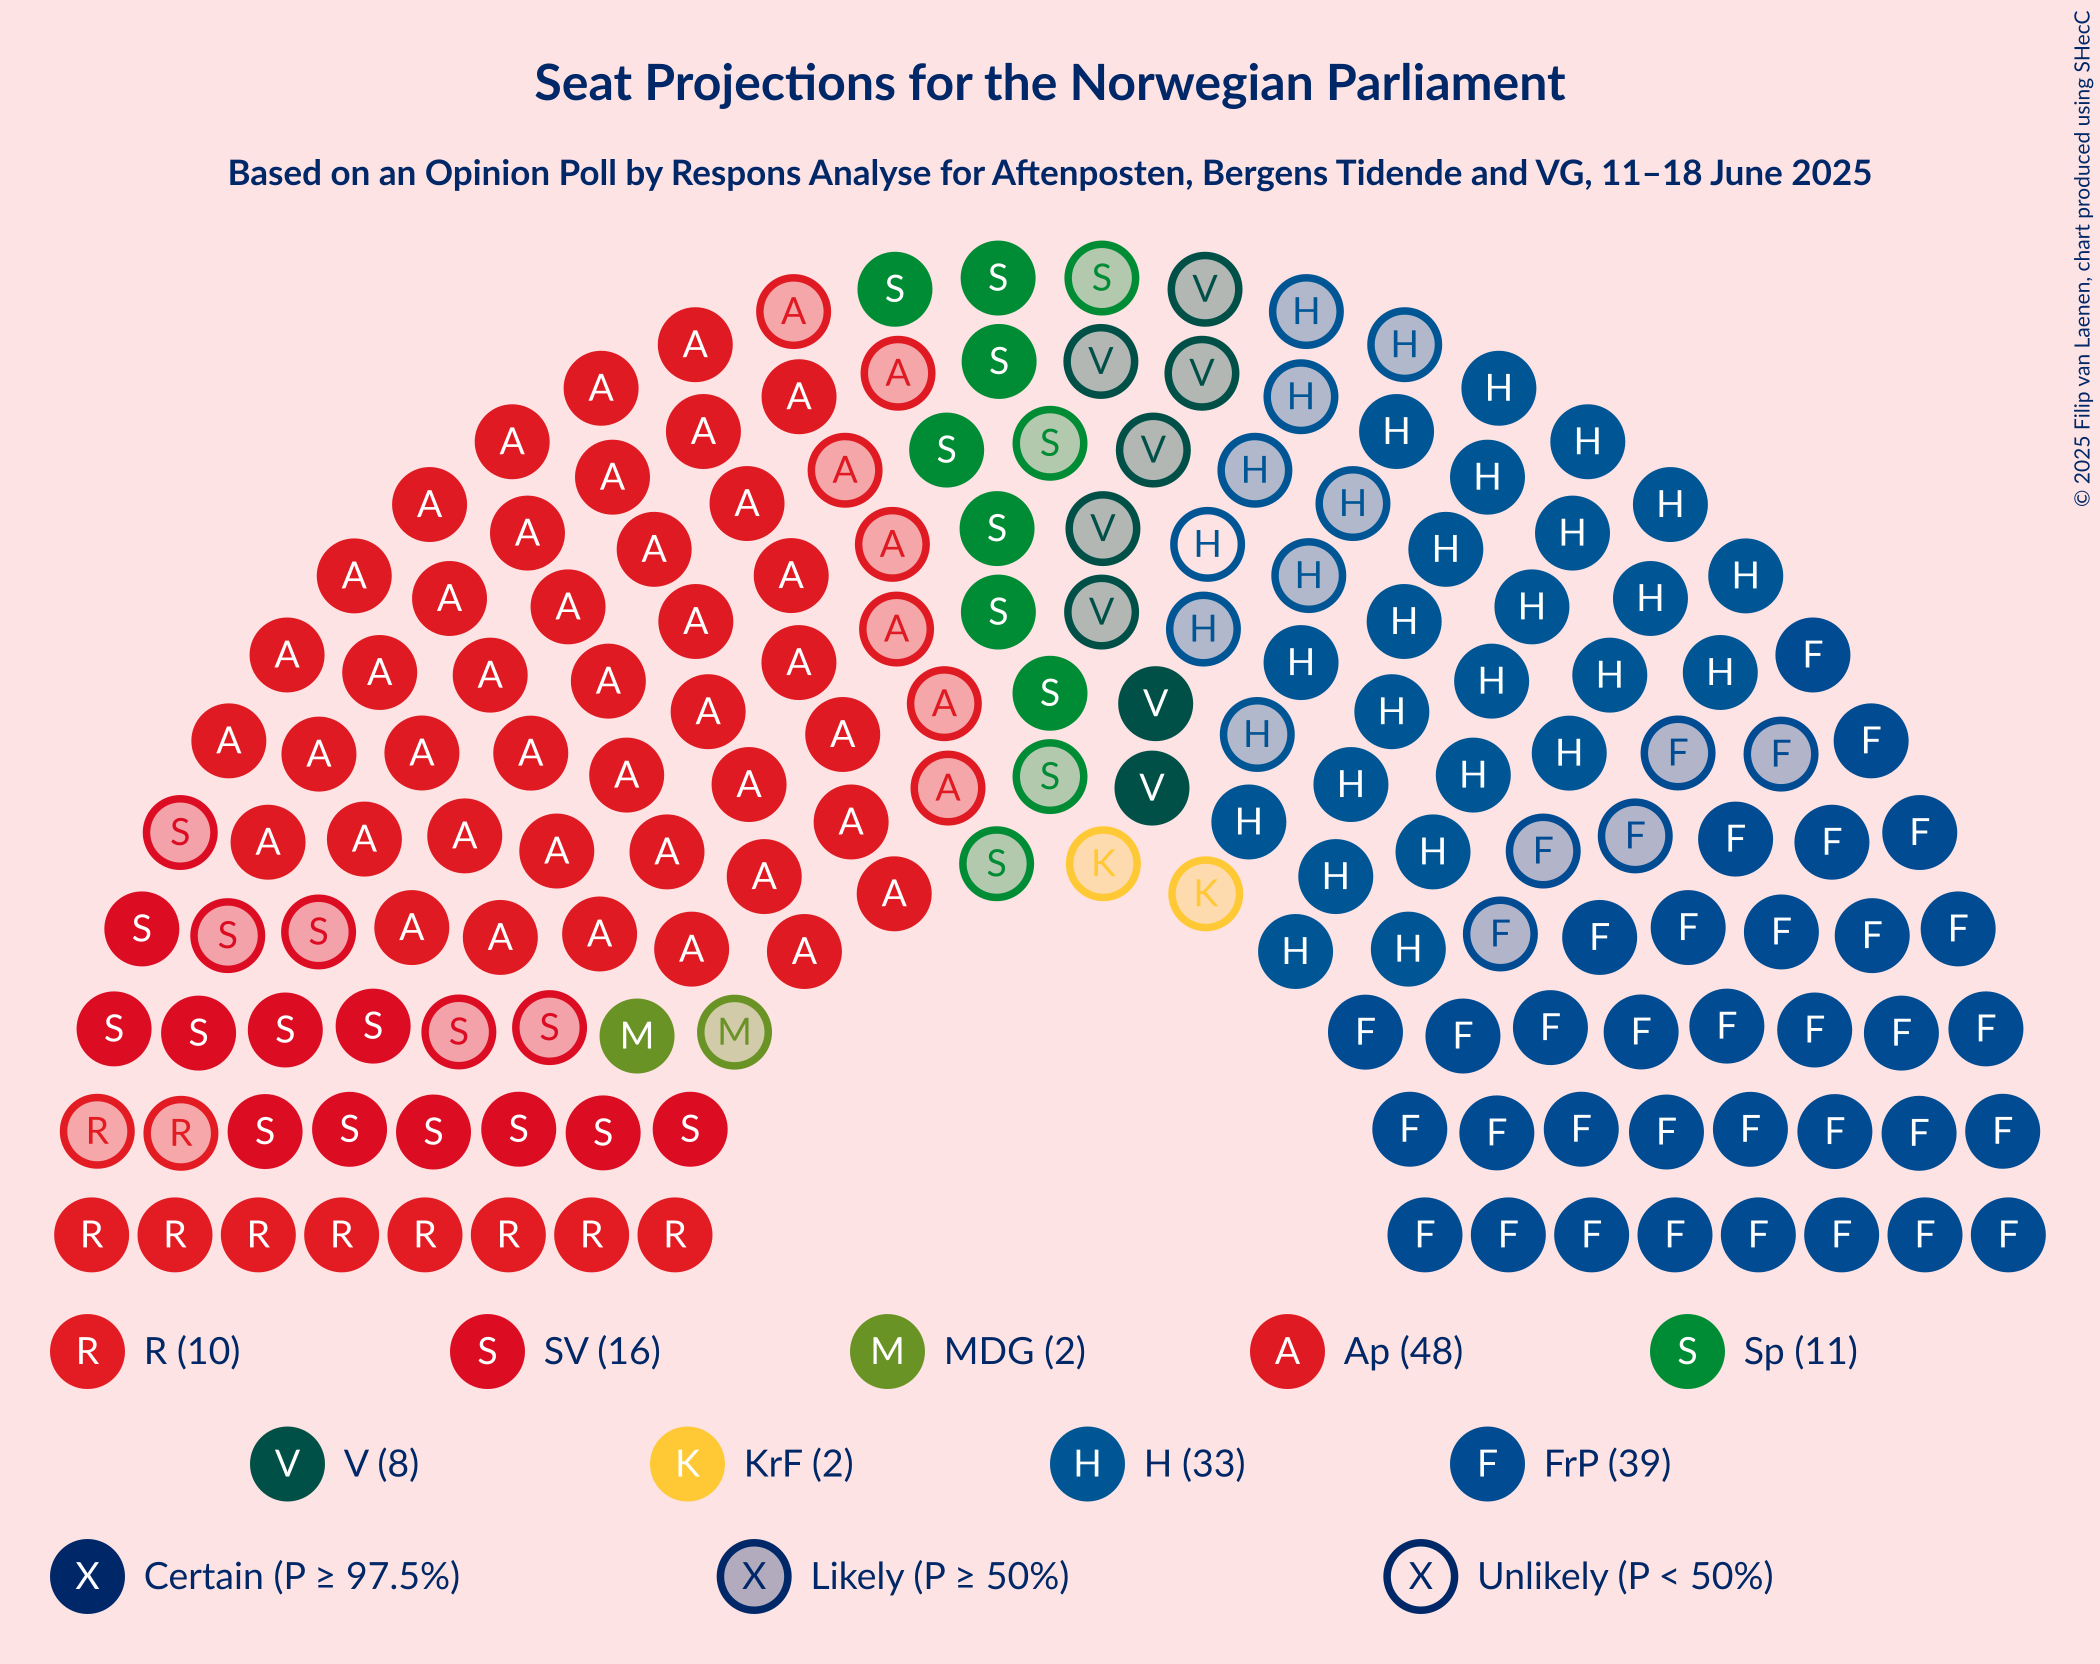 © 2025 Filip van Laenen, chart produced using SHecC
Seat Projections for the Norwegian Parliament
Based on an Opinion Poll by Respons Analyse for Aftenposten, Bergens Tidende and VG, 11–18 June 2025
S S S V
A H H
A
A S V V
A A H H
A A H H
S S V
A A H H
A A H H
A A S V H H
A H
A A H H
A A S V H H
A A H H
A A H F
A A A H H H
A A S V H
A A H F
A A A H F F
A A A S V H H
S A A A A H F F F F
A A S K H F
A A K H
S S S A A A A A H H F F F F F F
S S S S S S M M F F F F F F F F
R R S S S S S S F F F F F F F F
R R R R R R R R F F F F F F F F
R R (10) S SV (16) M MDG (2) A Ap (48) S Sp (11)
V V (8) K KrF (2) H H (33) F FrP (39)
X Certain (P ≥ 97.5%) X Likely (P ≥ 50%) X Unlikely (P < 50%)